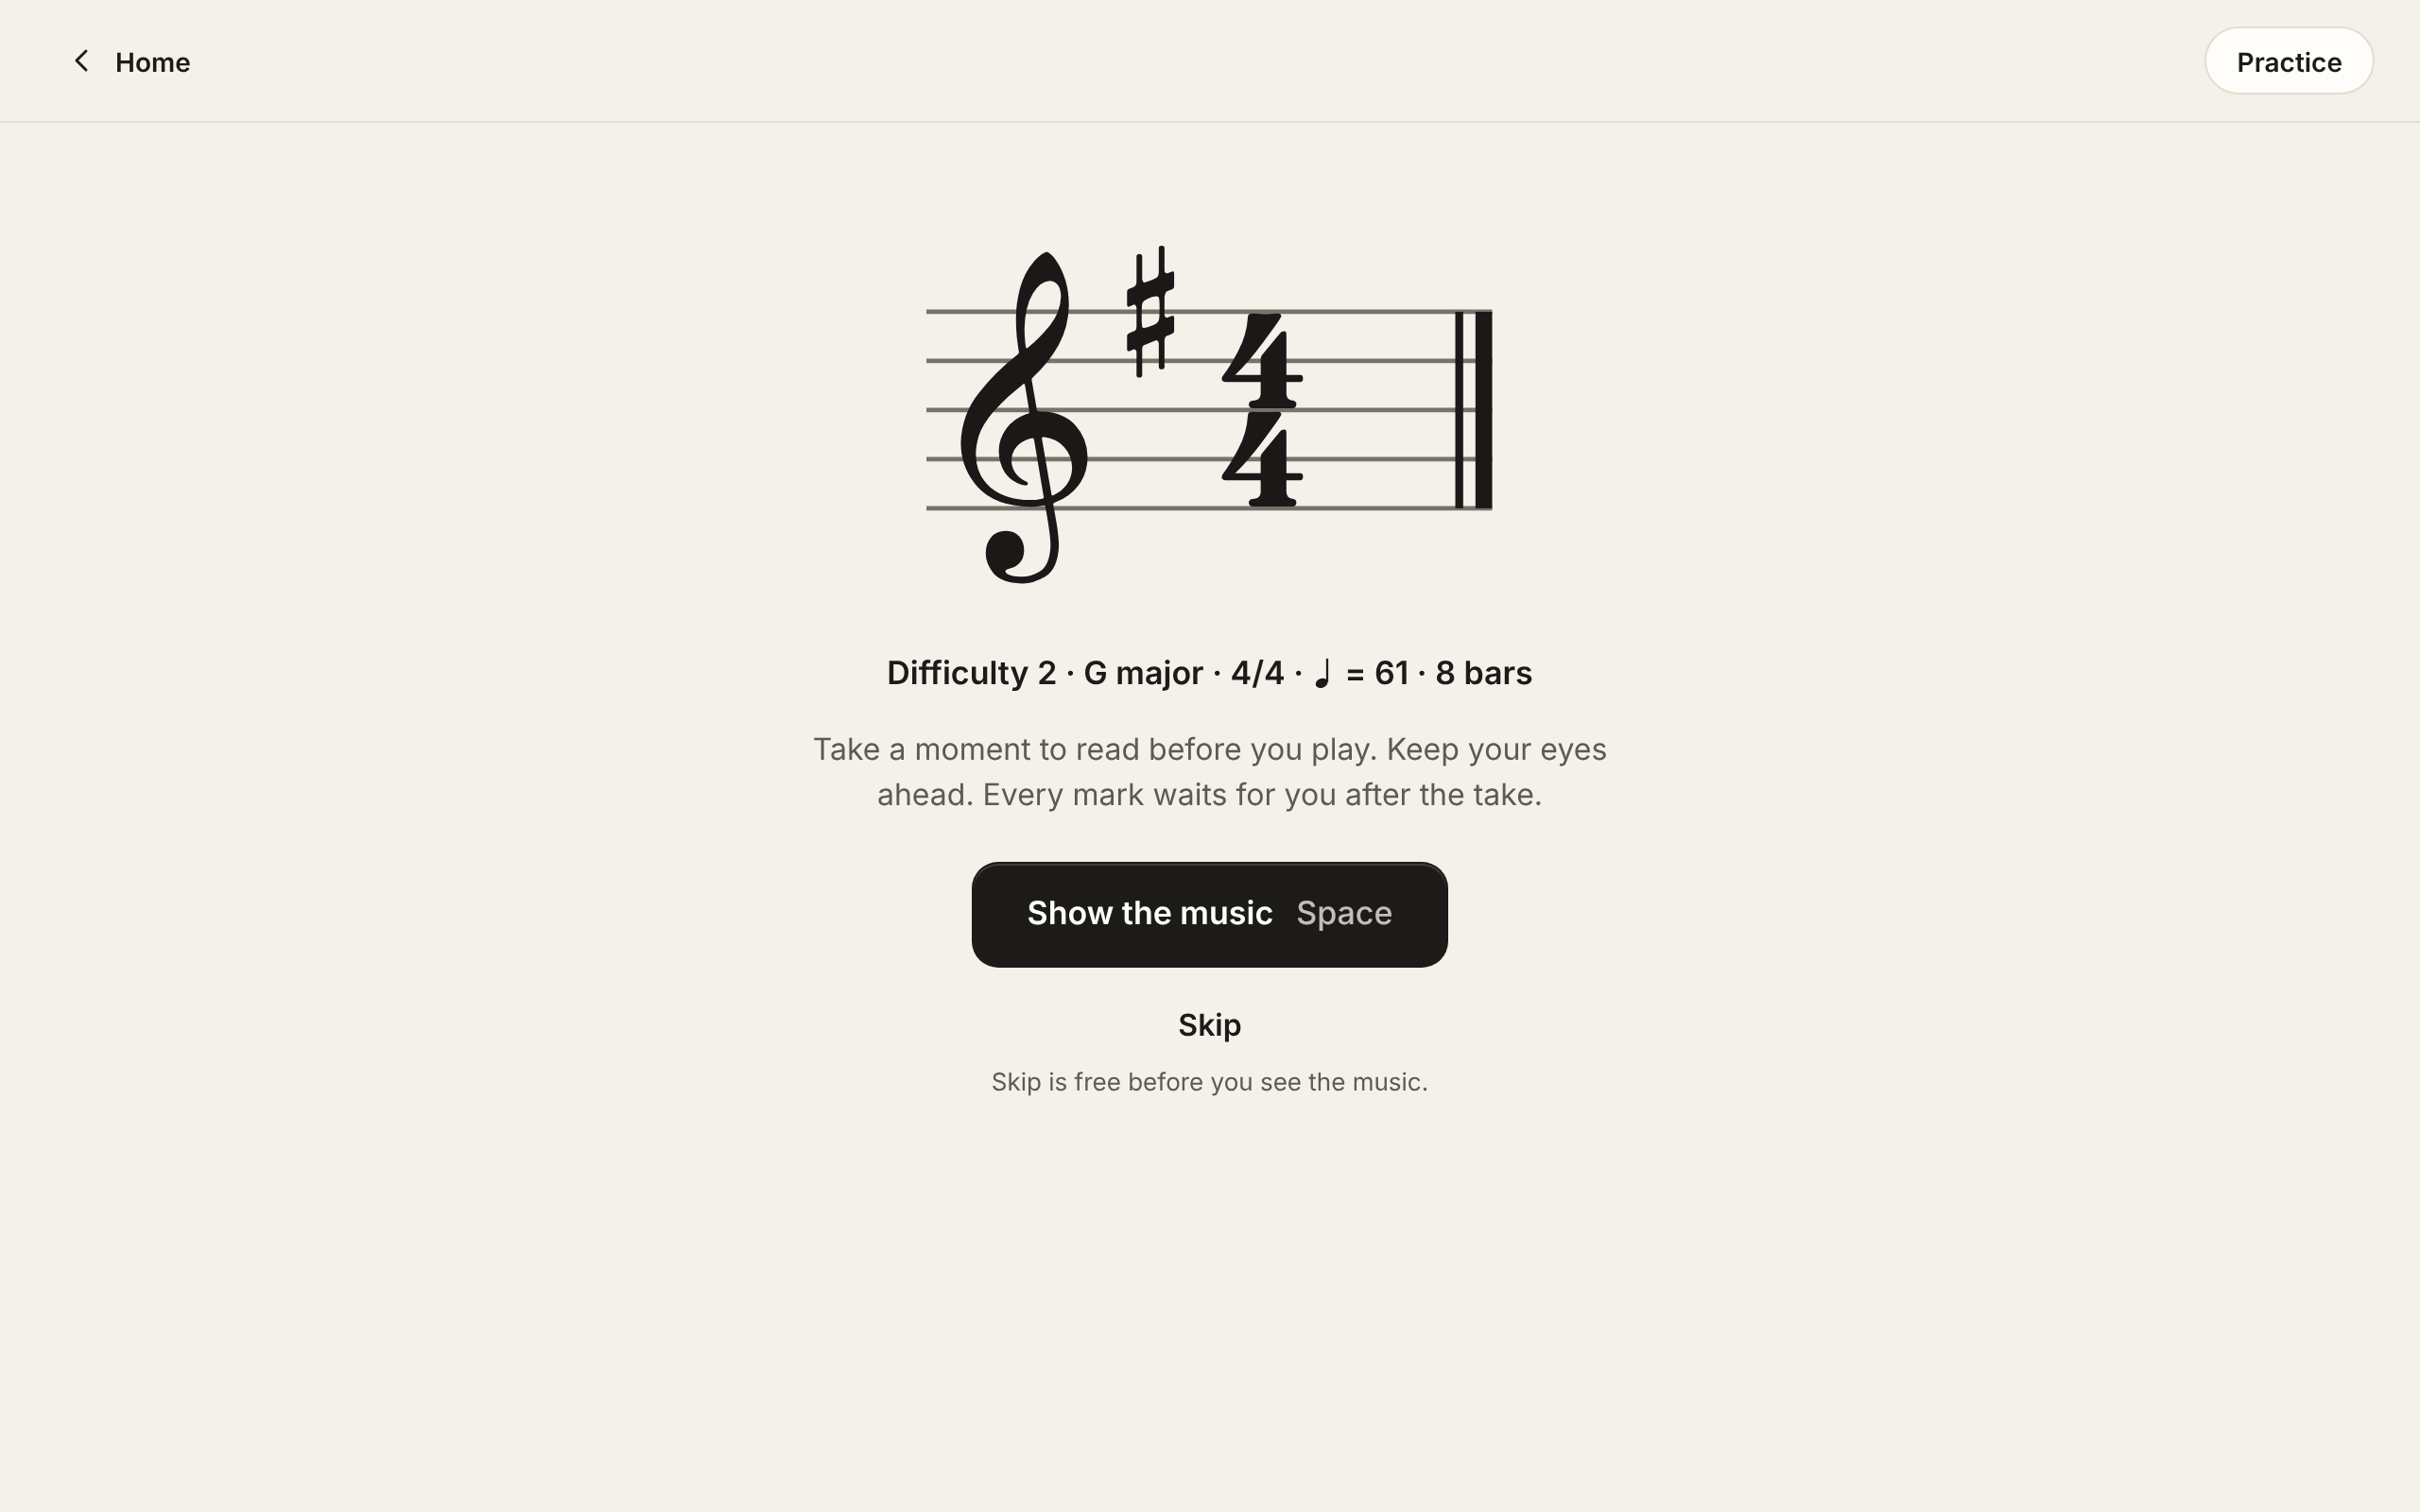 Home
Practice
4
4
Difficulty 2 · G major · 4/4 · ♩ = 61 · 8 bars
Take a moment to read before you play. Keep your eyes
ahead. Every mark waits for you after the take.
Show the music Space
Skip
Skip is free before you see the music.